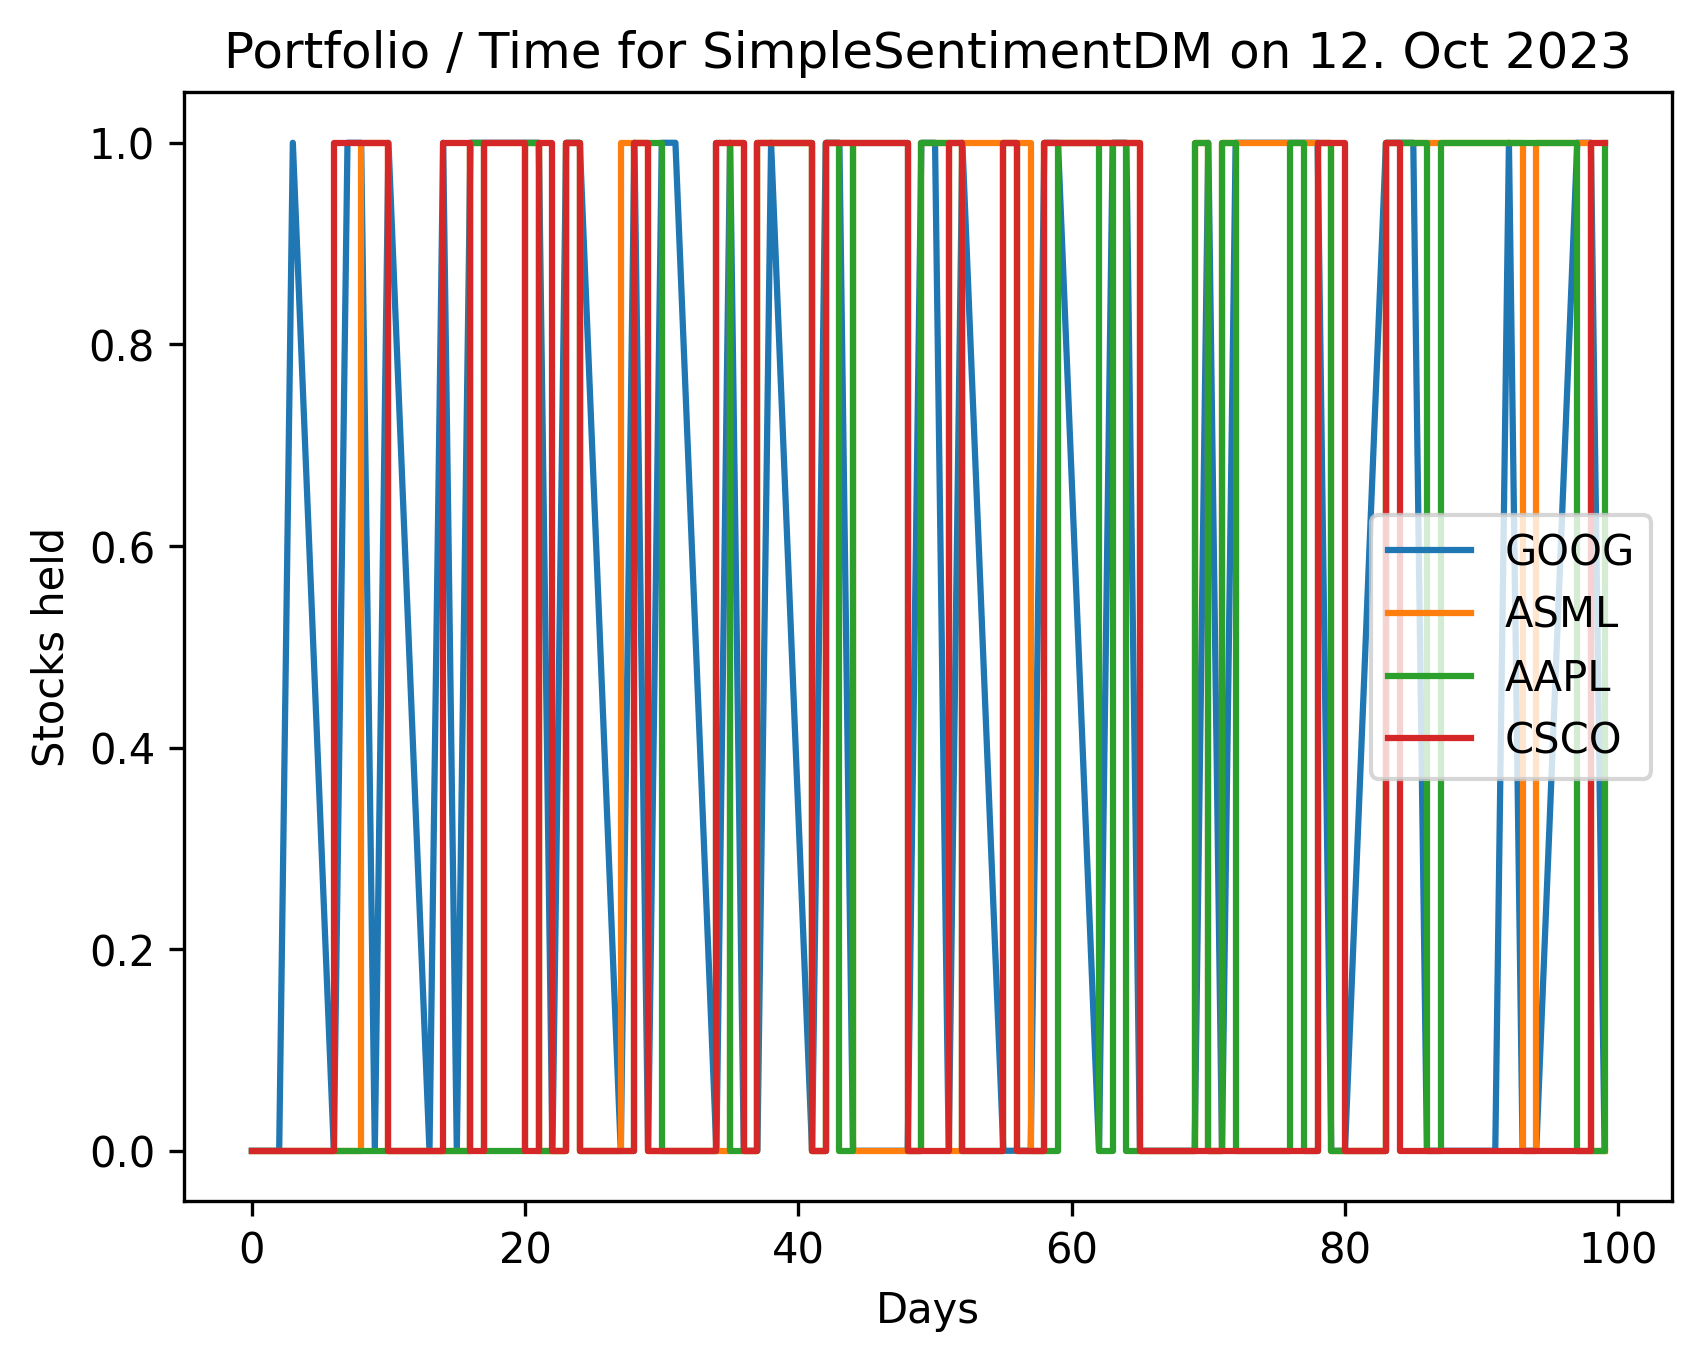 Portfolio / Time for SimpleSentimentDM on 12. Oct 2023
1.0
0.8
0.6
0.4
0.2
0.0
Stocks held
GOOG
ASML
AAPL
CSCO
0 20 40 60 80 100
Days